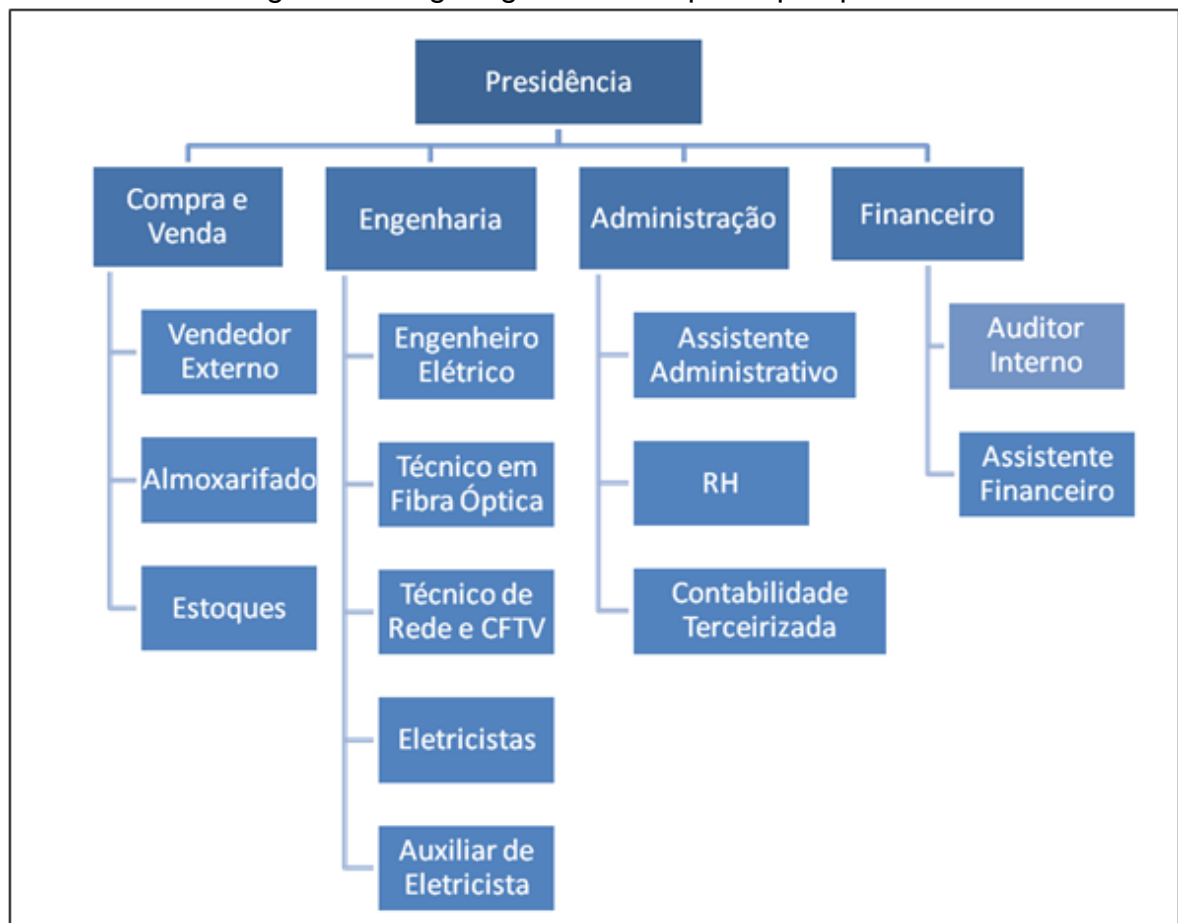 Presidência
Compra e
Venda
Engenharia
Administração
Financeiro
Vendedor
Externo
Almoxarifado
Estoques
Engenheiro
Elétrico
Técnico em
Fibra Óptica
Técnico de
Rede e CFTV
Eletricistas
Auxiliar de
Eletricista
Assistente
Administrativo
RH
Contabilidade
Terceirizada
Auditor
Interno
Assistente
Financeiro